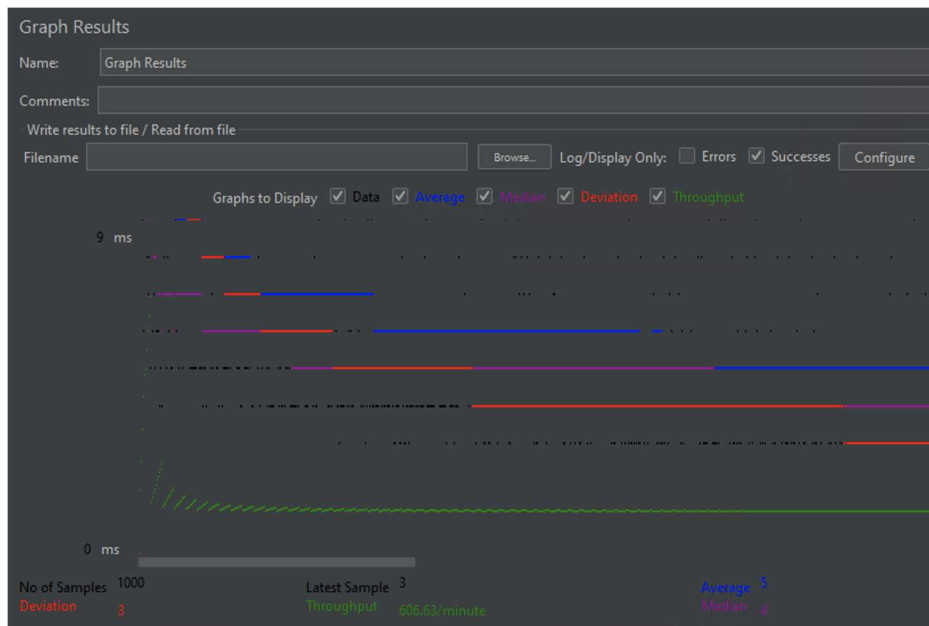 Graph Results
Name: Graph Results
Comments:
Write results to file / Read from file
Filename Browse... Log/Display Only: Errors Successes Configure
Graphs to Display Data Average Median Deviation Throughput
9 ms
0 ms
No of Samples 1000 Latest Sample 3 Average 5
Deviation 3 Throughput 606.63/minute Median 4